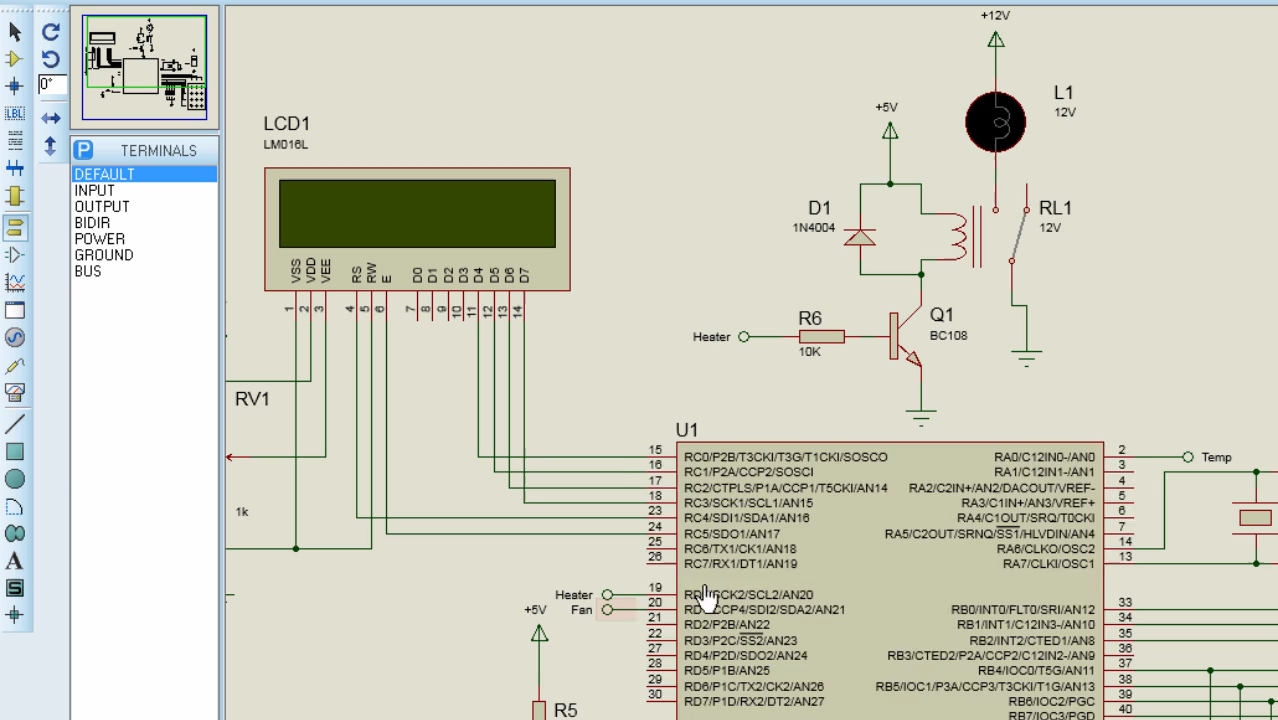 0°
LBL
A
S
P TERMINALS
DEFAULT
INPUT
OUTPUT
BIDIR
POWER
GROUND
BUS
+12V
L1
12V
+5V
LCD1
LM016L
D1
1N4004
RL1
12V
VSS
VDD
VEE
RS
RW
E
D0
D1
D2
D3
D4
D5
D6
D7
1
2
3
4
5
6
7
8
9
10
11
12
13
14
Q1
BC108
Heater
R6
10K
RV1
1k
U1
15 RC0/P2B/T3CKI/T3G/T1CKI/SOSCO
16 RC1/P2A/CCP2/SOSCI
17 RC2/CTPLS/P1A/CCP1/T5CKI/AN14
18 RC3/SCK1/SCL1/AN15
23 RC4/SDI1/SDA1/AN16
24 RC5/SDO1/AN17
25 RC6/TX1/CK1/AN18
26 RC7/RX1/DT1/AN19
RA0/C12IN0-/AN0 2 Temp
RA1/C12IN1-/AN1 3
RA2/C2IN+/AN2/DACOUT/VREF- 4
RA3/C1IN+/AN3/VREF+ 5
RA4/C1OUT/SRQ/T0CKI 6
RA5/C2OUT/SRNQ/SS1/HLVDIN/AN4 7
RA6/CLKO/OSC2 14
RA7/CLKI/OSC1 13
Heater 19 /SCK2/SCL2/AN20
Fan 20 /CCP4/SDI2/SDA2/AN21
21 RD2/P2B/AN22
22 RD3/P2C/SS2/AN23
27 RD4/P2D/SDO2/AN24
28 RD5/P1B/AN25
29 RD6/P1C/TX2/CK2/AN26
30 RD7/P1D/RX2/DT2/AN27
RB0/INT0/FLT0/SRI/AN12 33
RB1/INT1/C12IN3-/AN10 34
RB2/INT2/CTED1/AN8 35
RB3/CTED2/P2A/CCP2/C12IN2-/AN9 36
RB4/IOC0/T5G/AN11 37
RB5/IOC1/P3A/CCP3/T3CKI/T1G/AN13 38
RB6/IOC2/PGC 39
RB7/IOC3/PGD 40
+5V
R5